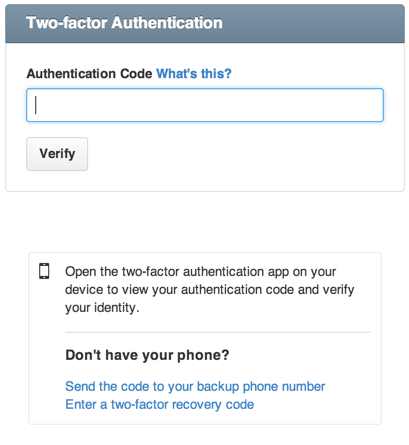 Two-factor Authentication
Authentication Code What's this?
Verify
Open the two-factor authentication app on your
device to view your authentication code and verify
your identity.
Don't have your phone?
Send the code to your backup phone number
Enter a two-factor recovery code